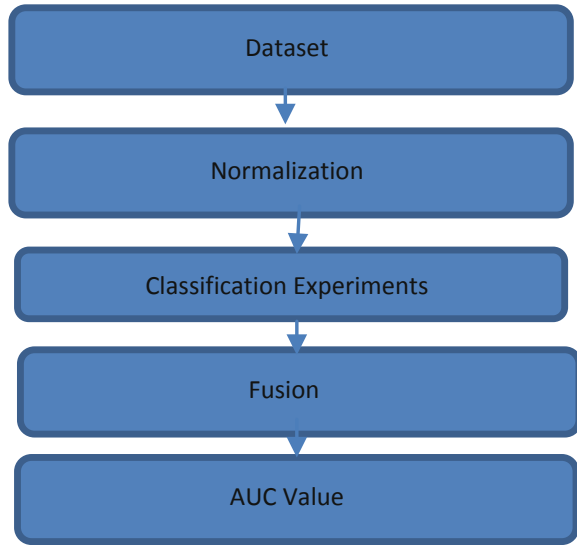 Dataset
Normalization
Classification Experiments
Fusion
AUC Value